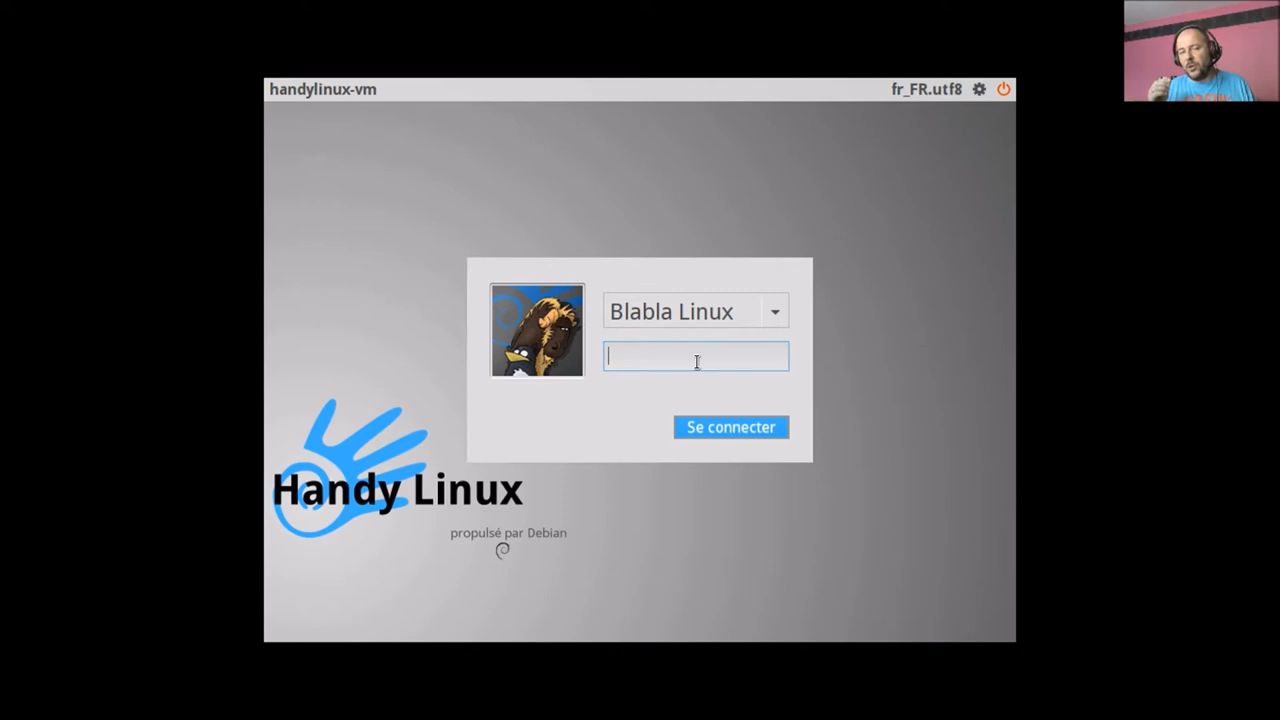 handylinux-vm
fr_FR.utf8
Blabla Linux
Se connecter
Handy Linux
propulsé par Debian